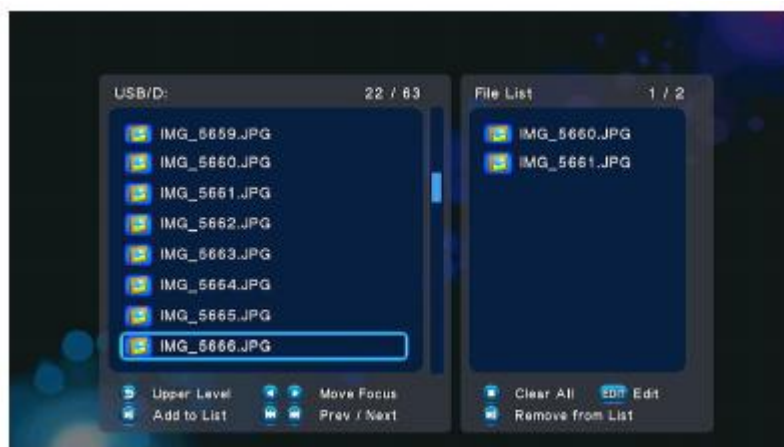 USB/D: 22 / 63
IMG_5659.JPG
IMG_5660.JPG
IMG_5661.JPG
IMG_5662.JPG
IMG_5663.JPG
IMG_5664.JPG
IMG_5665.JPG
IMG_5666.JPG
Upper Level Move Focus
Add to List Prev / Next
File List 1 / 2
IMG_5660.JPG
IMG_5661.JPG
Clear All EDIT Edit
Remove from List